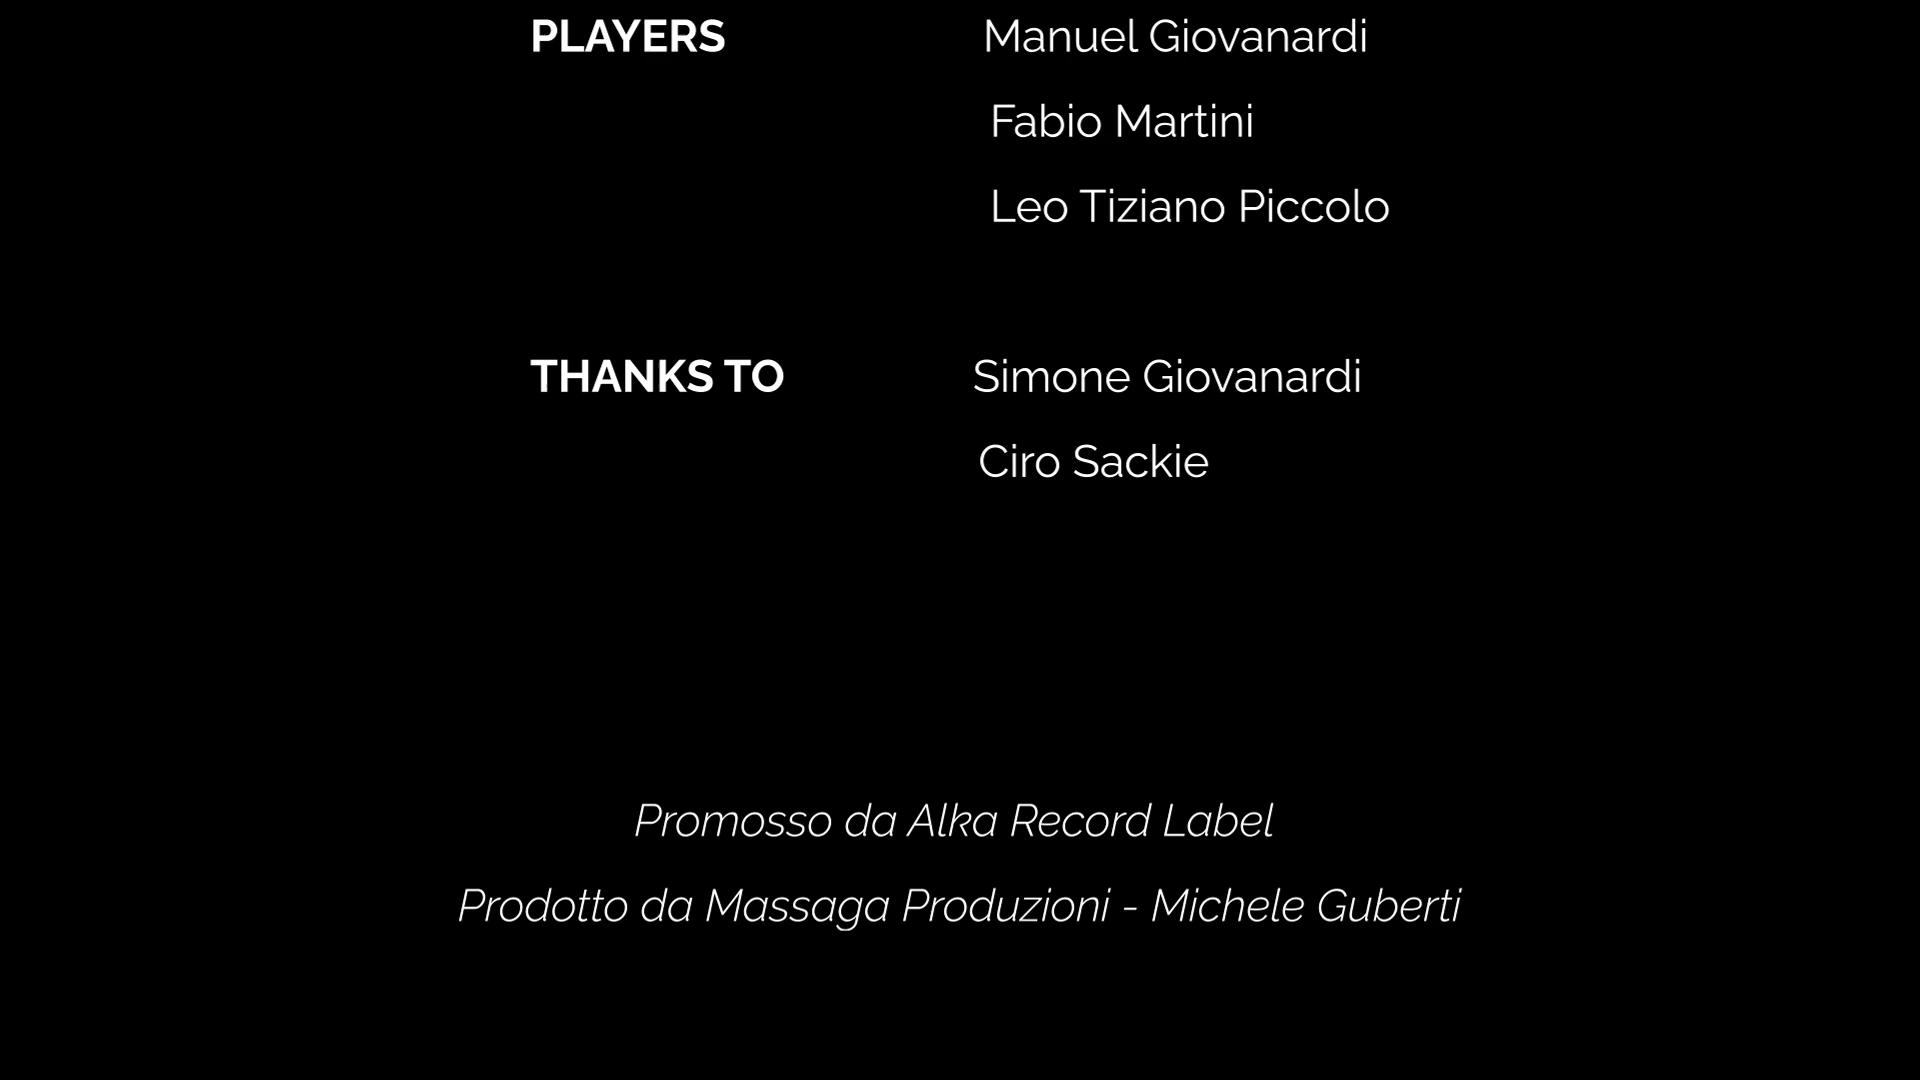 PLAYERS Manuel Giovanardi
Fabio Martini
Leo Tiziano Piccolo
THANKS TO Simone Giovanardi
Ciro Sackie
Promosso da Alka Record Label
Prodotto da Massaga Produzioni - Michele Guberti